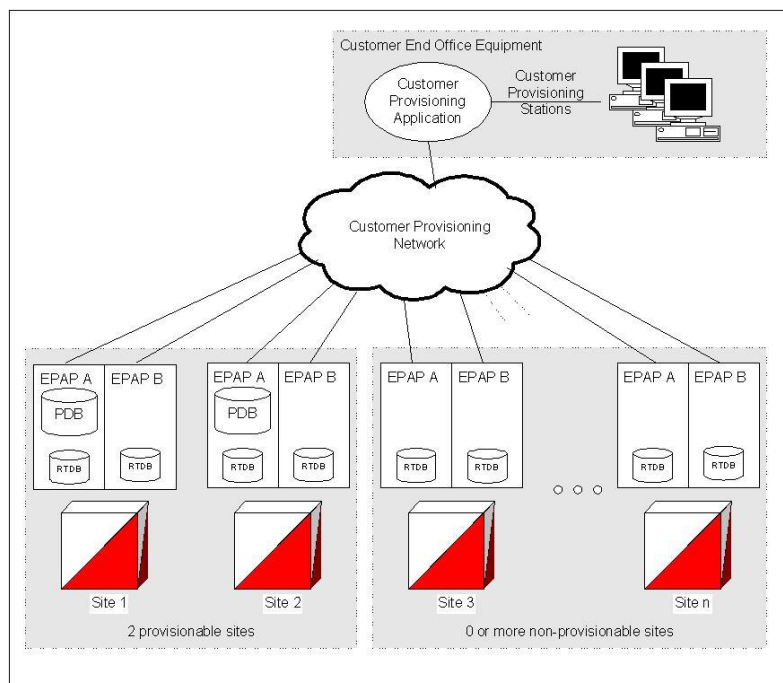 Customer End Office Equipment
Customer
Provisioning
Application
Customer
Provisioning
Stations
Customer Provisioning
Network
EPAP A
EPAP B
PDB
RTDB
RTDB
Site 1
EPAP A
EPAP B
PDB
RTDB
RTDB
Site 2
2 provisionable sites
EPAP A
EPAP B
RTDB
RTDB
Site 3
EPAP A
EPAP B
RTDB
RTDB
Site n
0 or more non-provisionable sites